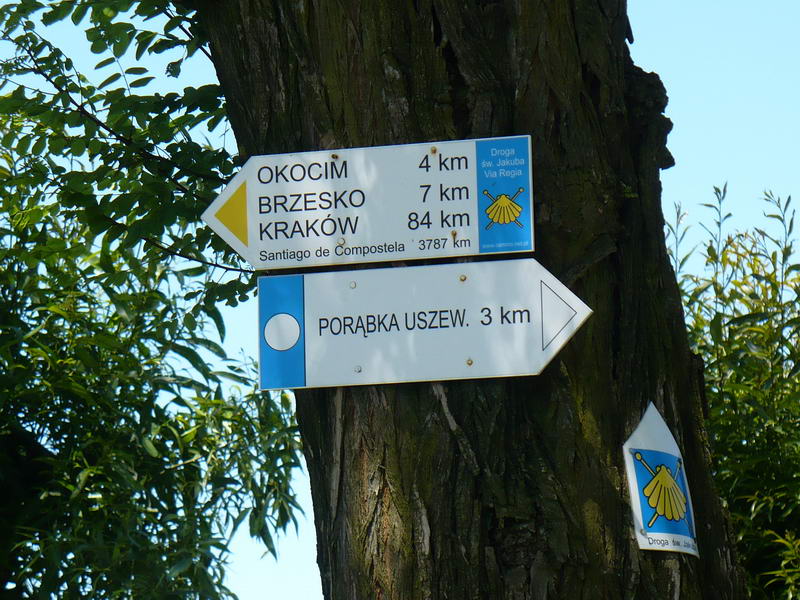 OKOCIM 4 km
BRZESKO 7 km
KRAKÓW 84 km
Santiago de Compostela 3787 km
Droga
św. Jakuba
Via Regia
PORĄBKA USZEW. 3 km
Droga św.